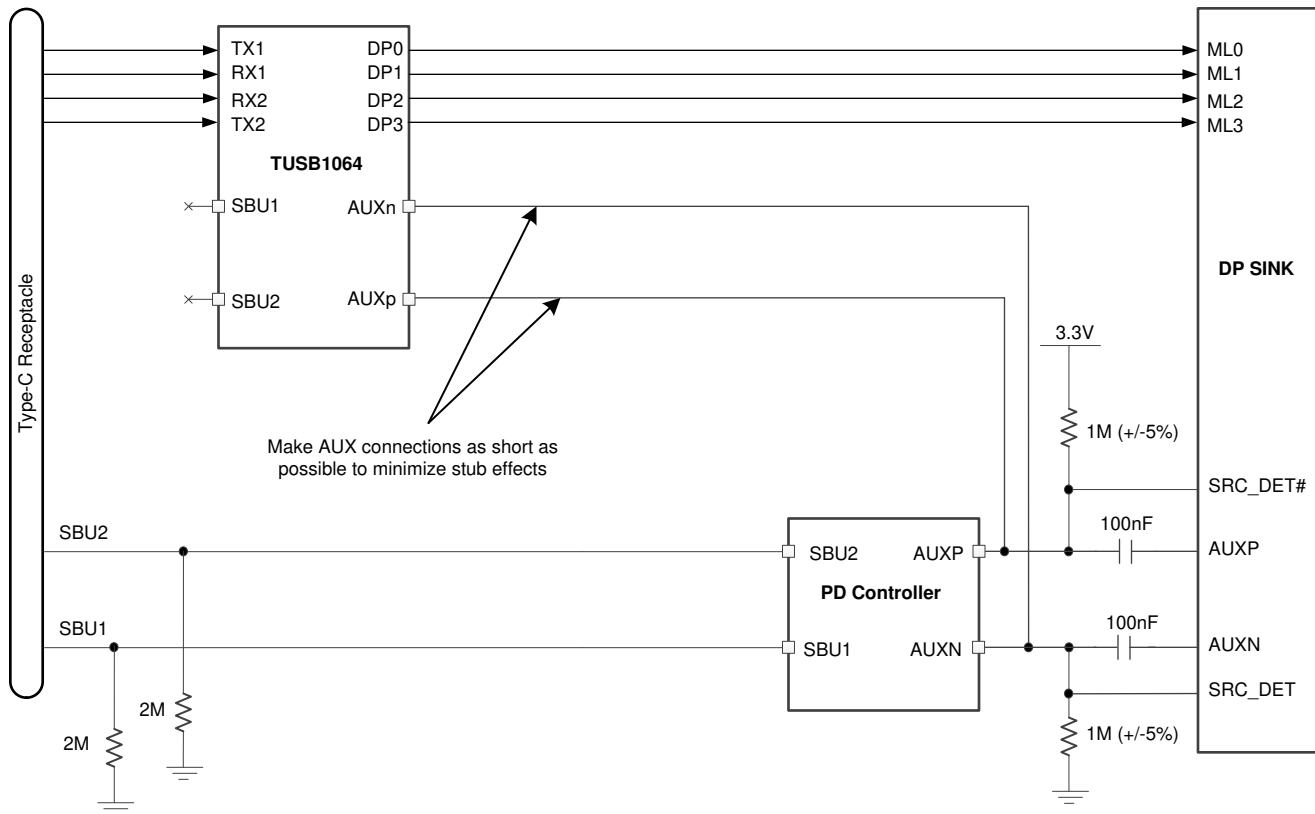 Type-C Receptacle
TX1
RX1
RX2
TX2
DP0
DP1
DP2
DP3
TUSB1064
SBU1
AUXn
SBU2
AUXp
ML0
ML1
ML2
ML3
DP SINK
Make AUX connections as short as
possible to minimize stub effects
3.3V
1M (+/-5%)
SRC_DET#
100nF
AUXP
SBU2
SBU2
AUXP
PD Controller
SBU1
SBU1
AUXN
100nF
AUXN
SRC_DET
1M (+/-5%)
2M
2M